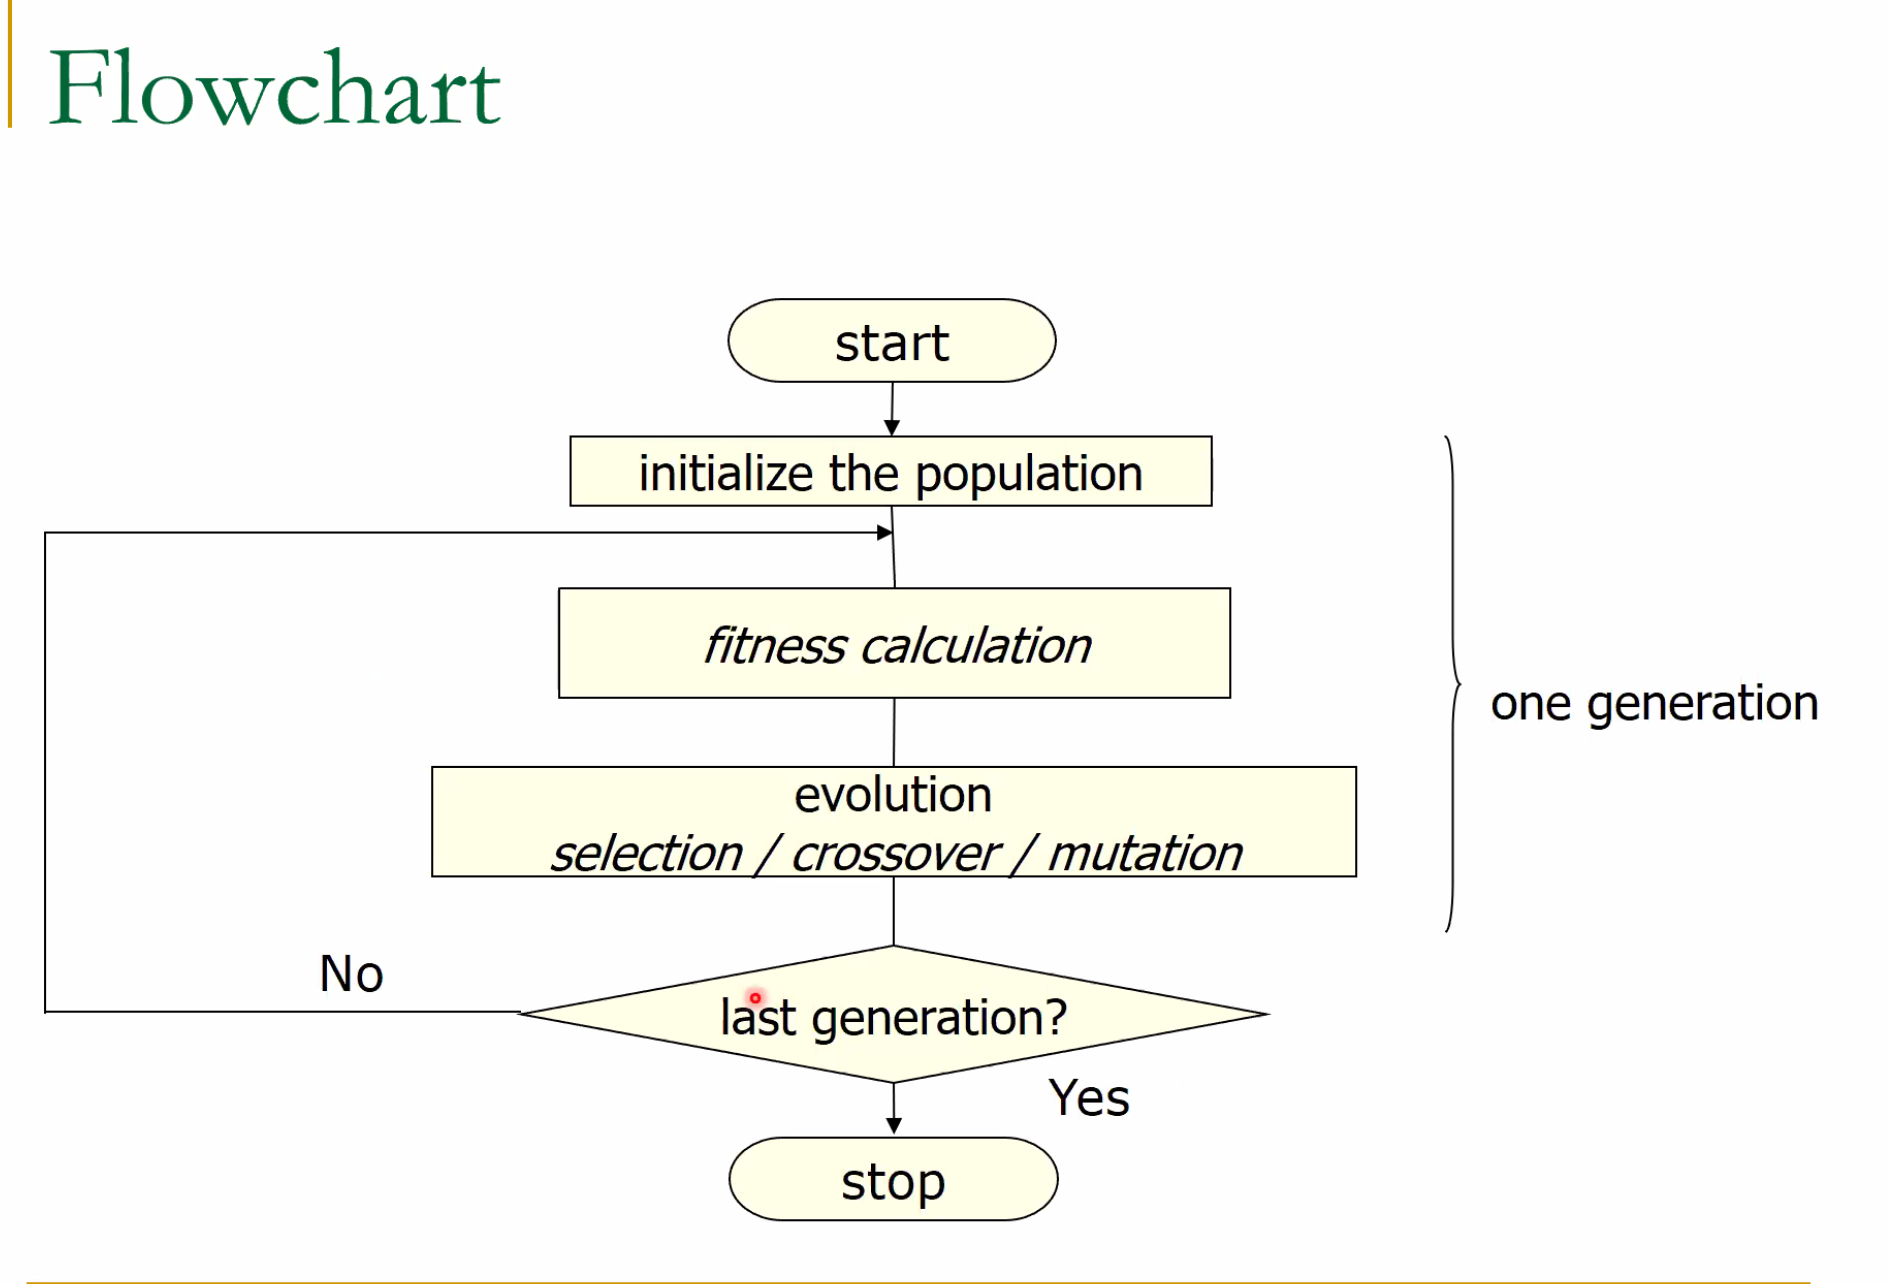 Flowchart
start
initialize the population
fitness calculation
one generation
evolution
selection / crossover / mutation
No
last generation?
Yes
stop